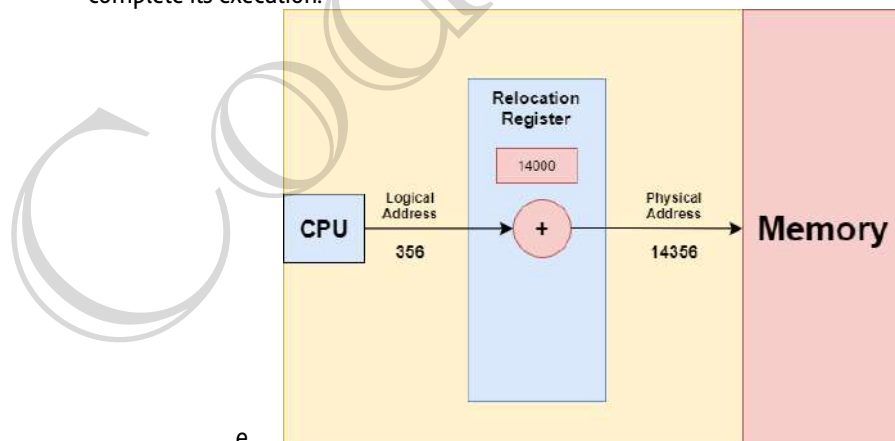 complete its execution.
Relocation
Register
14000
Logical
Address
Physical
Address
CPU
+
Memory
356
14356
e